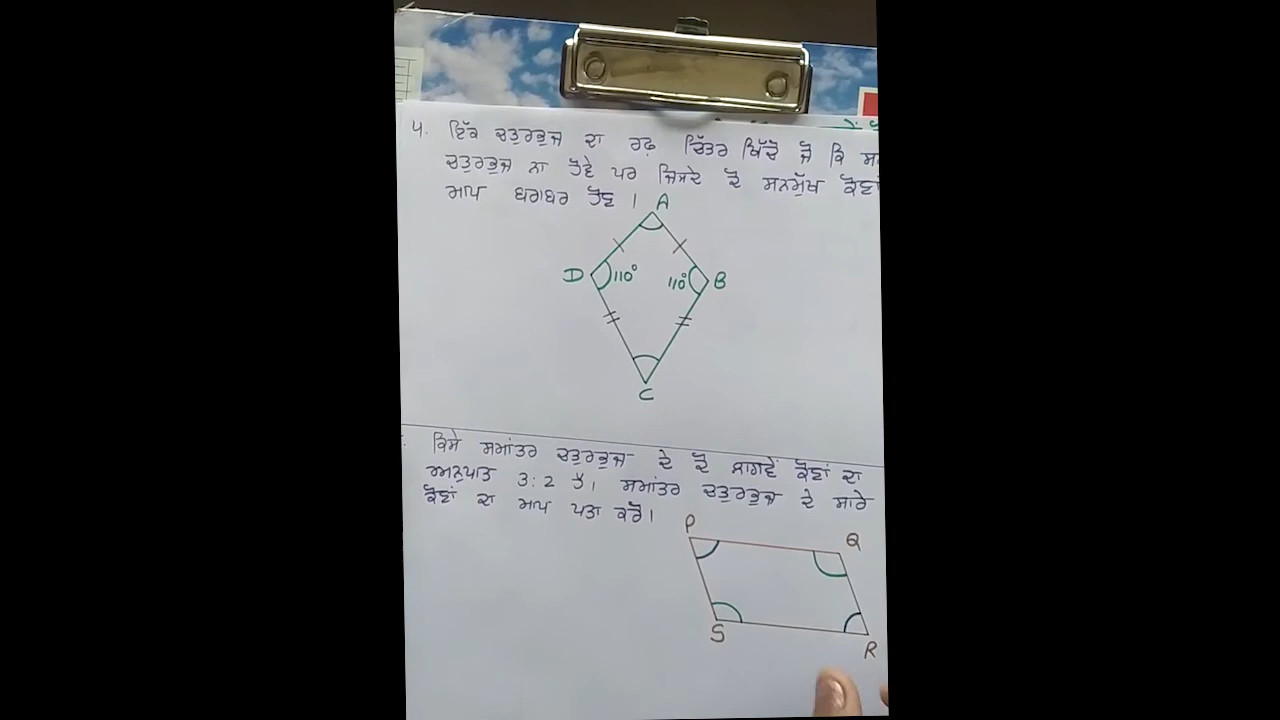 4. ਇੱਕ ਚਤੁਰਭੁਜ ਦਾ ਰਫ਼ ਚਿੱਤਰ ਖਿੱਚੋ ਜੋ ਕਿ
ਚਤੁਰਭੁਜ ਨਾ ਹੋਵੇ ਪਰ ਜਿਸਦੇ ਦੋ ਸਨਮੁੱਖ ਕੋਣਾਂ
ਮਾਪ ਬਰਾਬਰ ਹੋਣ ।
A
D 110° 110° B
C
ਕਿਸੇ ਸਮਾਂਤਰ ਚਤੁਰਭੁਜ ਦੇ ਦੋ ਲਾਗਵੇਂ ਕੋਣਾਂ ਦਾ
ਅਨੁਪਾਤ 3:2 ਹੈ। ਸਮਾਂਤਰ ਚਤੁਰਭੁਜ ਦੇ ਸਾਰੇ
ਕੋਣਾਂ ਦਾ ਮਾਪ ਪਤਾ ਕਰੋ।
P Q
S R